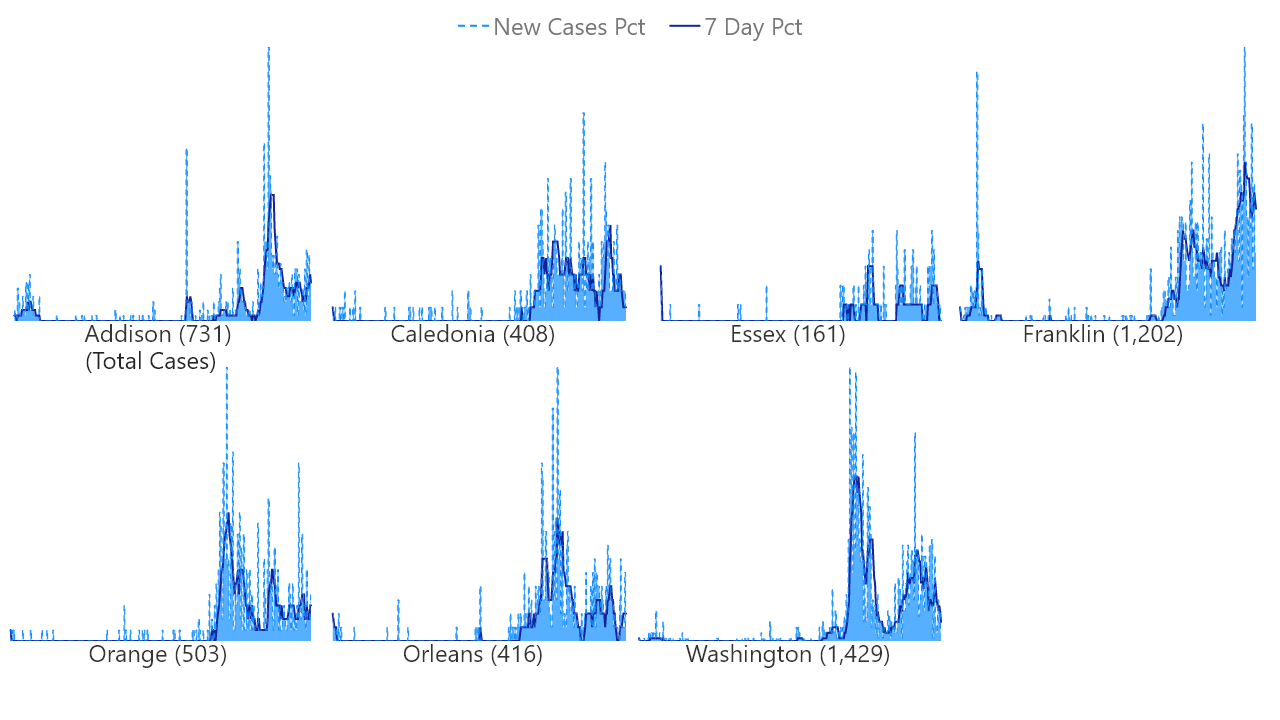 New Cases Pct 7 Day Pct
Addison (731)
(Total Cases)
Caledonia (408)
Essex (161)
Franklin (1,202)
Orange (503)
Orleans (416)
Washington (1,429)